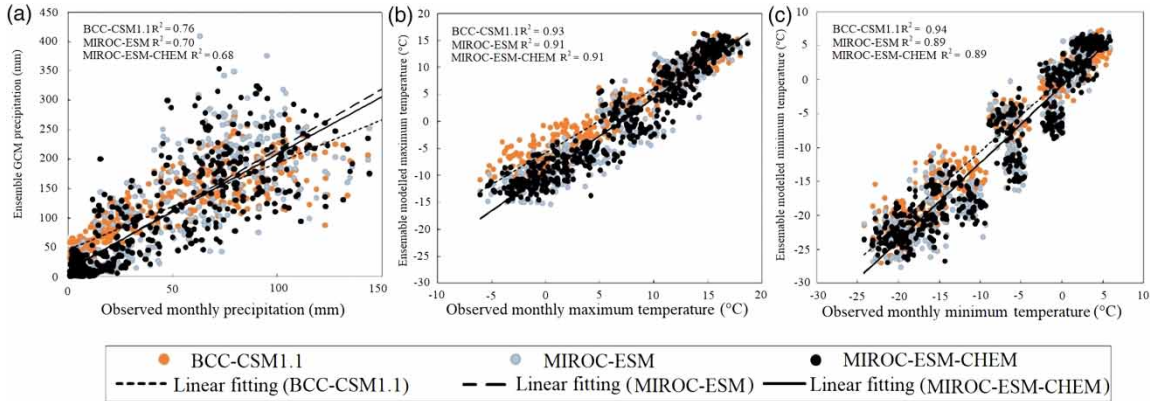 (a)
BCC-CSM1.1R² = 0.76
MIROC-ESM R² = 0.70
MIROC-ESM-CHEM R² = 0.68
Ensemble GCM precipitation (mm)
450
400
350
300
250
200
150
100
50
0
0 50 100 150
Observed monthly precipitation (mm)
(b)
BCC-CSM1.1R² = 0.93
MIROC-ESM R² = 0.91
MIROC-ESM-CHEM R² = 0.91
Ensemable modelled maximum temperature (°C)
20
15
10
5
0
-5
-10
-15
-20
-25
-30
-10 -5 0 5 10 15 20
Observed monthly maximum temperature (°C)
(c)
BCC-CSM1.1R² = 0.94
MIROC-ESM R² = 0.89
MIROC-ESM-CHEM R² = 0.89
Ensemable modelled minimum temperature (°C)
15
10
5
0
-5
-10
-15
-20
-25
-30
-30 -25 -20 -15 -10 -5 0 5 10
Observed monthly minimum temperature (°C)
BCC-CSM1.1 MIROC-ESM MIROC-ESM-CHEM
Linear fitting (BCC-CSM1.1) Linear fitting (MIROC-ESM) Linear fitting (MIROC-ESM-CHEM)